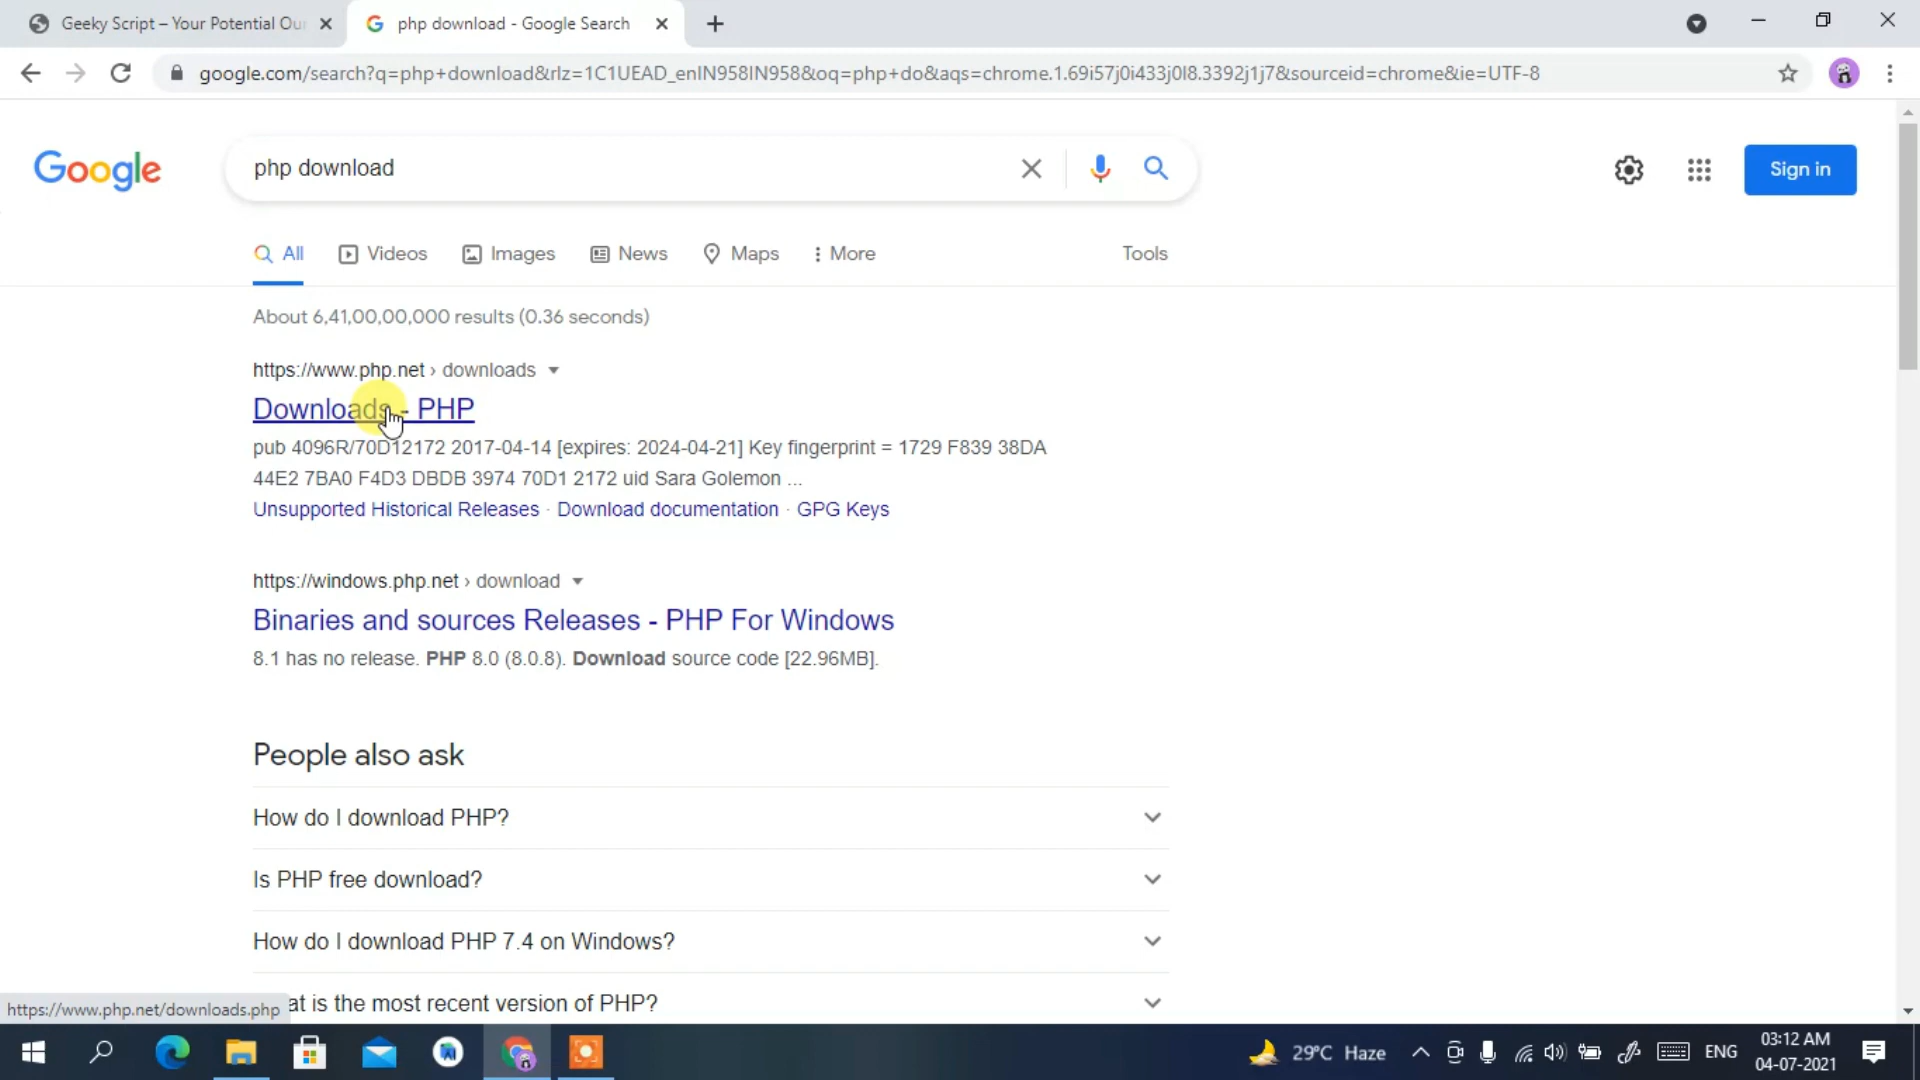 Geeky Script – Your Potential Our
php download - Google Search
google.com/search?q=php+download&rlz=1C1UEAD_enIN958IN958&oq=php+do&aqs=chrome.1.69i57j0i433j0l8.3392j1j7&sourceid=chrome&ie=UTF-8
Google
php download
Sign in
All
Videos
Images
News
Maps
More
Tools
About 6,41,00,00,000 results (0.36 seconds)
https://www.php.net › downloads
Downloads - PHP
pub 4096R/70D12172 2017-04-14 [expires: 2024-04-21] Key fingerprint = 1729 F839 38DA
44E2 7BA0 F4D3 DBDB 3974 70D1 2172 uid Sara Golemon ...
Unsupported Historical Releases · Download documentation · GPG Keys
https://windows.php.net › download
Binaries and sources Releases - PHP For Windows
8.1 has no release. PHP 8.0 (8.0.8). Download source code [22.96MB].
People also ask
How do I download PHP?
Is PHP free download?
How do I download PHP 7.4 on Windows?
at is the most recent version of PHP?
https://www.php.net/downloads.php
29°C Haze
ENG
03:12 AM
04-07-2021